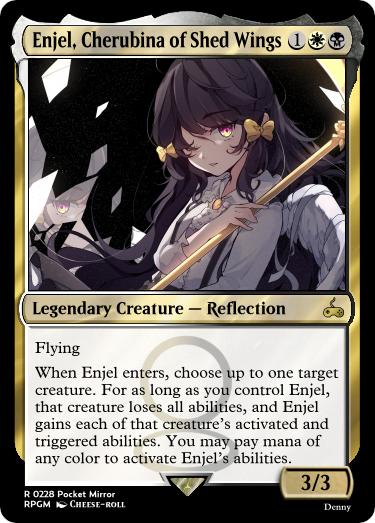 Enjel, Cherubina of Shed Wings 1
Legendary Creature — Reflection
Flying
When Enjel enters, choose up to one target
creature. For as long as you control Enjel,
that creature loses all abilities, and Enjel
gains each of that creature's activated and
triggered abilities. You may pay mana of
any color to activate Enjel's abilities.
3/3
R 0228 Pocket Mirror
RPGM CHEESE-ROLL
Denny